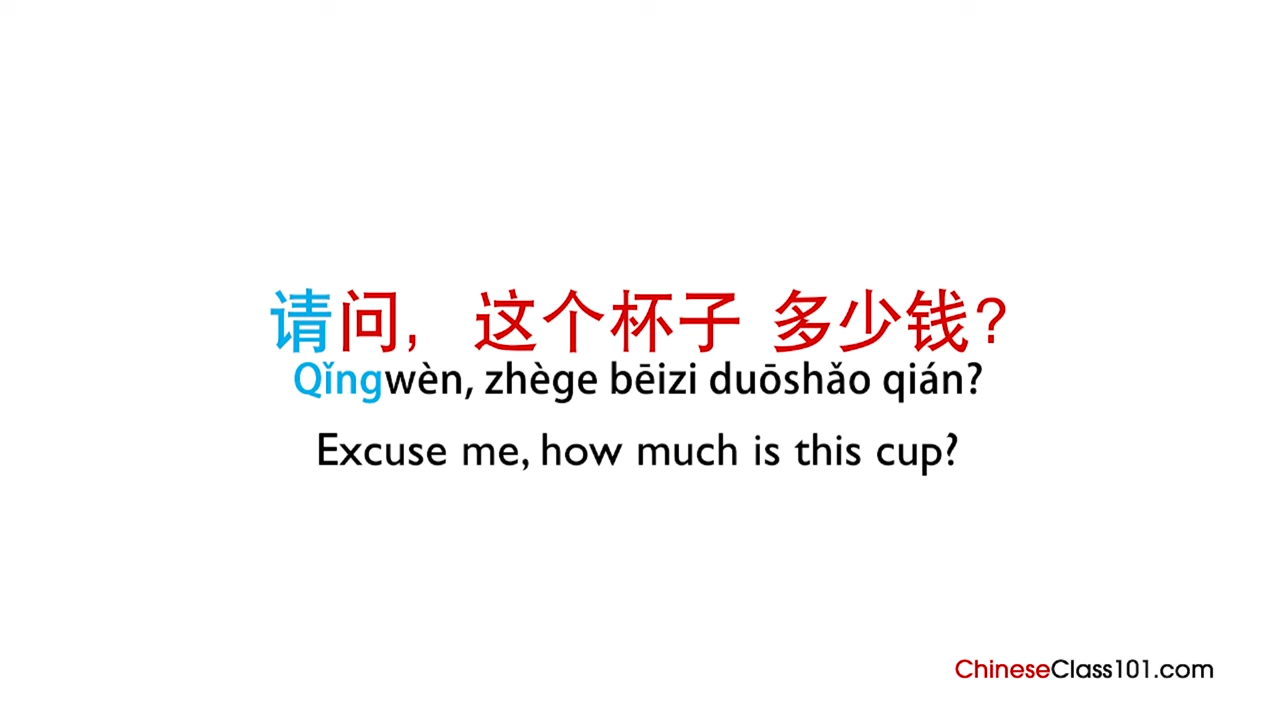 请问，这个杯子 多少钱？
Qǐngwèn, zhège bēizi duōshǎo qián?
Excuse me, how much is this cup?
ChineseClass101.com